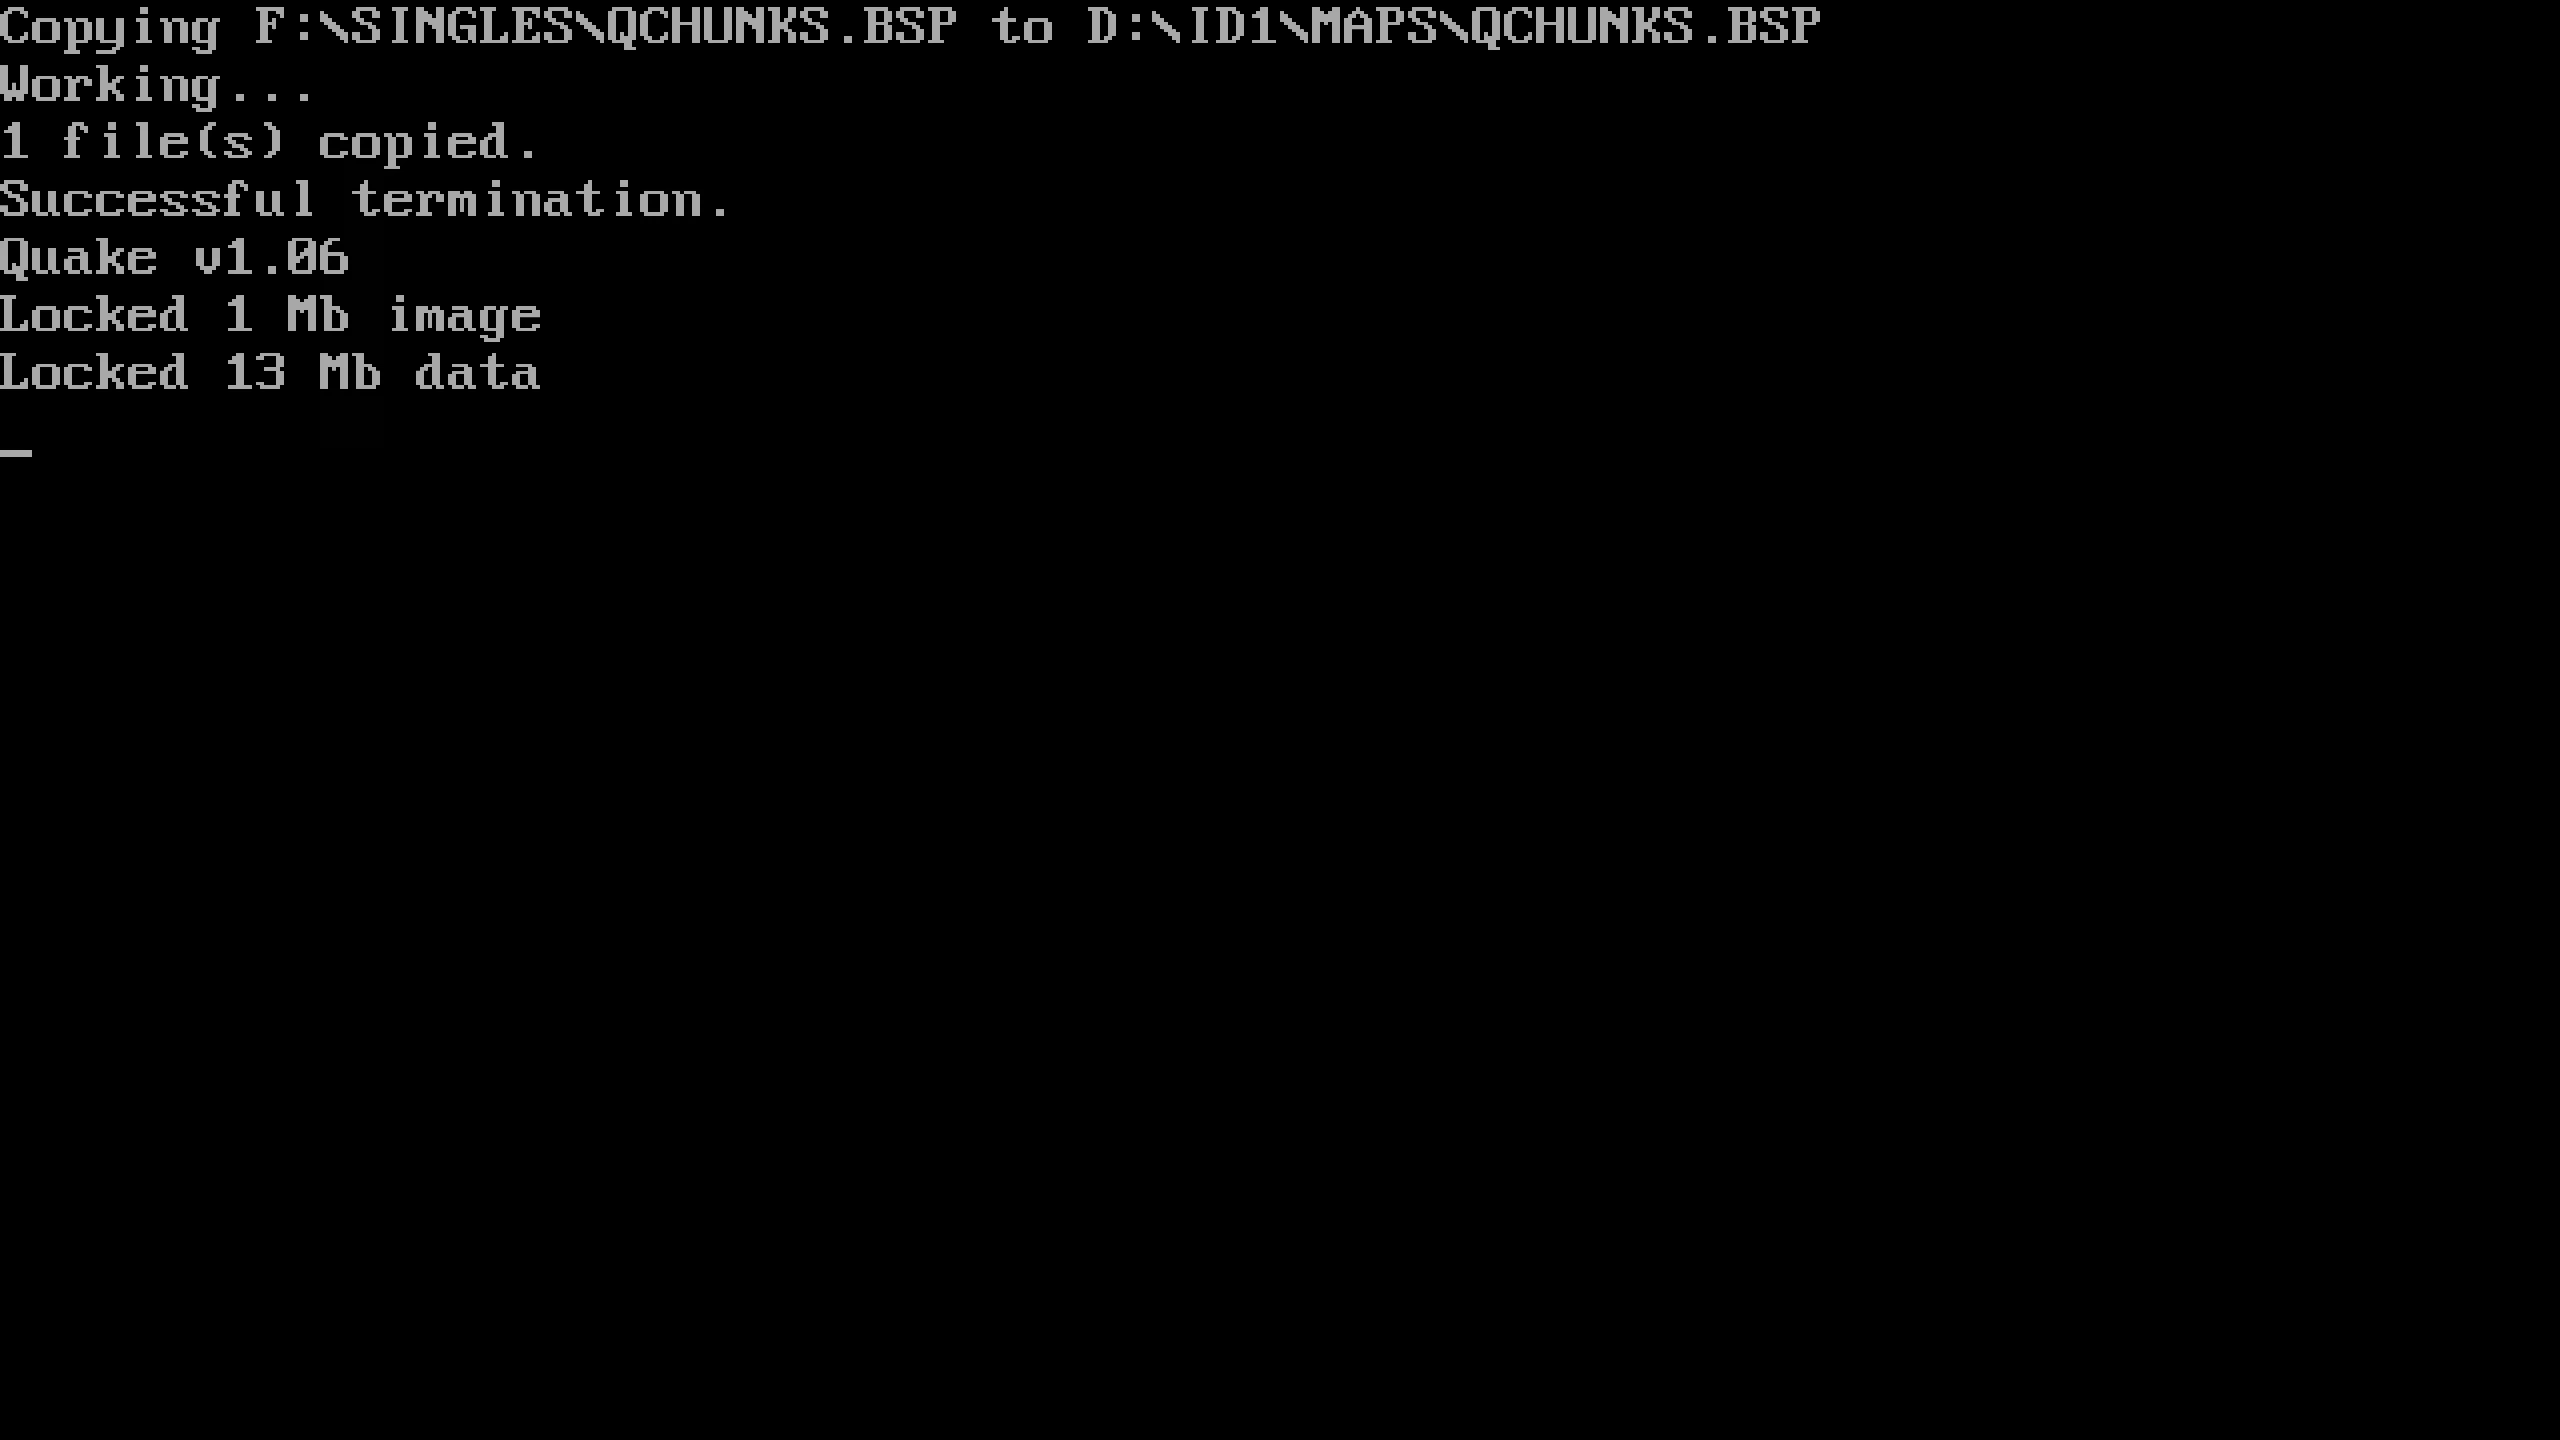 Copying F:\SINGLES\QCHUNKS.BSP to D:\ID1\MAPS\QCHUNKS.BSP
Working...
1 file(s) copied.
Successful termination.
Quake v1.06
Locked 1 Mb image
Locked 13 Mb data
_